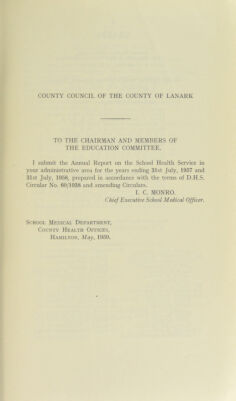 COUNTY COUNCIL OF THE COUNTY OF LANARK
TO THE CHAIRMAN AND MEMBERS OF
THE EDUCATION COMMITTEE.
I submit the Annual Report on the School Health Service in
your administrative area for the years ending 31st July, 1957 and
31st July, 1958, prepared in accordance with the terms of D.H.S.
Circular No. 60/1958 and amending Circulars.
I. C. MONRO,
Chief Executive School Medical Officer.
SCHOOL MEDICAL DEPARTMENT,
COUNTY HEALTH OFFICES,
HAMILTON, May, 1959.